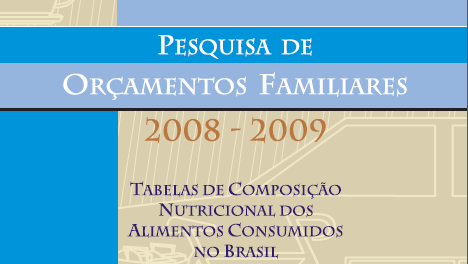 PESQUISA DE
ORÇAMENTOS FAMILIARES
2008 - 2009
TABELAS DE COMPOSIÇÃO
NUTRICIONAL DOS
ALIMENTOS CONSUMIDOS
NO BRASIL